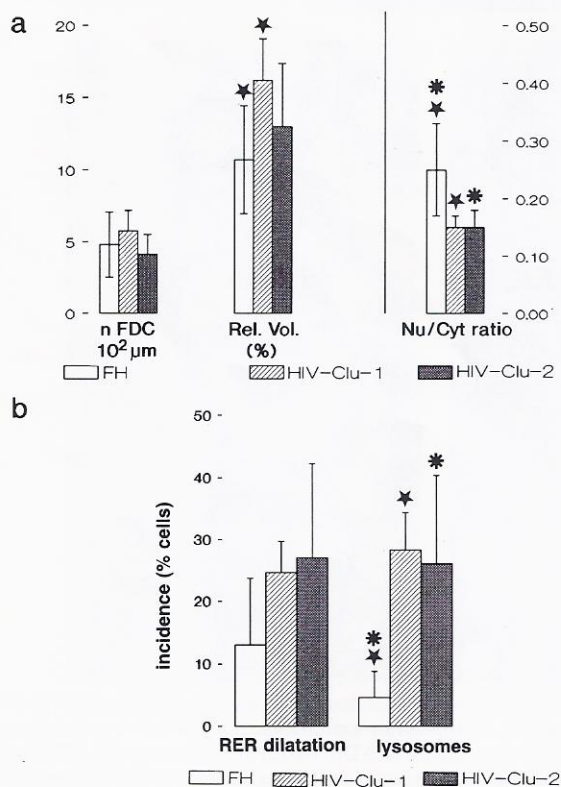 a
20
15
10
5
0
0.50
0.40
0.30
0.20
0.10
0.00
n FDC
10² µm
Rel. Vol.
(%)
Nu/Cyt ratio
FH
HIV-Clu-1
HIV-Clu-2
b
incidence (% cells)
50
40
30
20
10
0
RER dilatation
lysosomes
FH
HIV-Clu-1
HIV-Clu-2